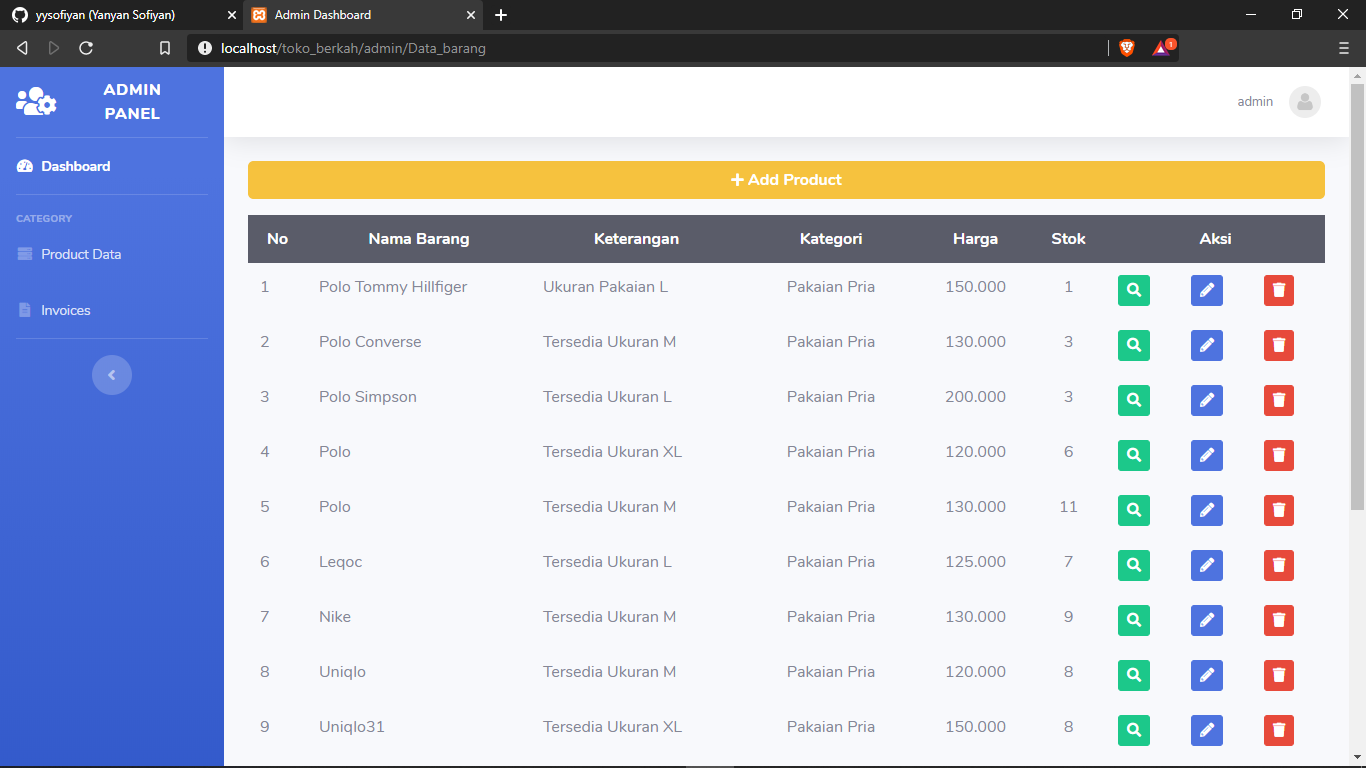 yysofiyan (Yanyan Sofiyan)
Admin Dashboard
localhost/toko_berkah/admin/Data_barang
1
ADMIN
PANEL
admin
Dashboard
CATEGORY
Product Data
Invoices
Add Product
No Nama Barang Keterangan Kategori Harga Stok Aksi
1 Polo Tommy Hillfiger Ukuran Pakaian L Pakaian Pria 150.000 1
2 Polo Converse Tersedia Ukuran M Pakaian Pria 130.000 3
3 Polo Simpson Tersedia Ukuran L Pakaian Pria 200.000 3
4 Polo Tersedia Ukuran XL Pakaian Pria 120.000 6
5 Polo Tersedia Ukuran M Pakaian Pria 130.000 11
6 Leqoc Tersedia Ukuran L Pakaian Pria 125.000 7
7 Nike Tersedia Ukuran M Pakaian Pria 130.000 9
8 Uniqlo Tersedia Ukuran M Pakaian Pria 120.000 8
9 Uniqlo31 Tersedia Ukuran XL Pakaian Pria 150.000 8